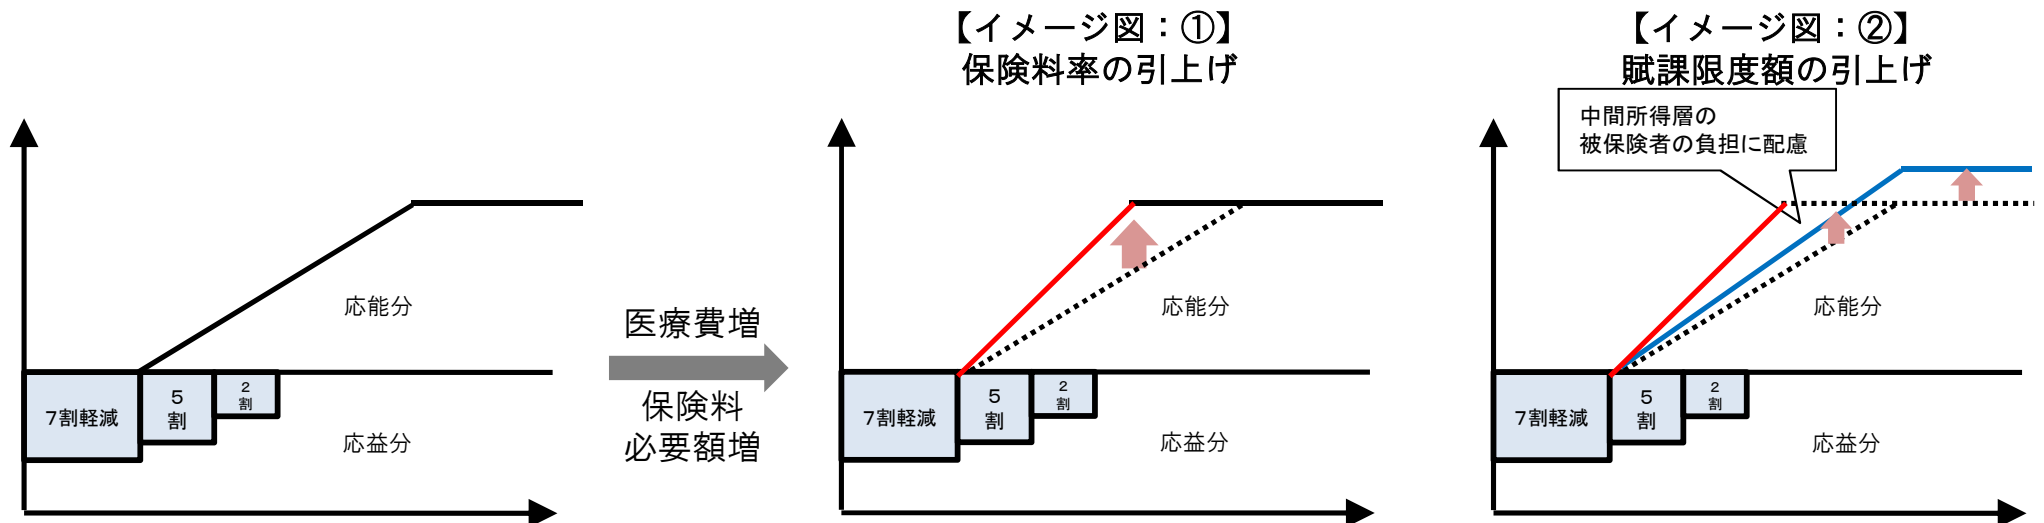 【イメージ図：①】
保険料率の引上げ
【イメージ図：②】
賦課限度額の引上げ
中間所得層の
被保険者の負担に配慮
応能分
7割軽減
5
割
2
割
応益分
医療費増
保険料
必要額増
応能分
7割軽減
5
割
2
割
応益分
応能分
7割軽減
5
割
2
割
応益分